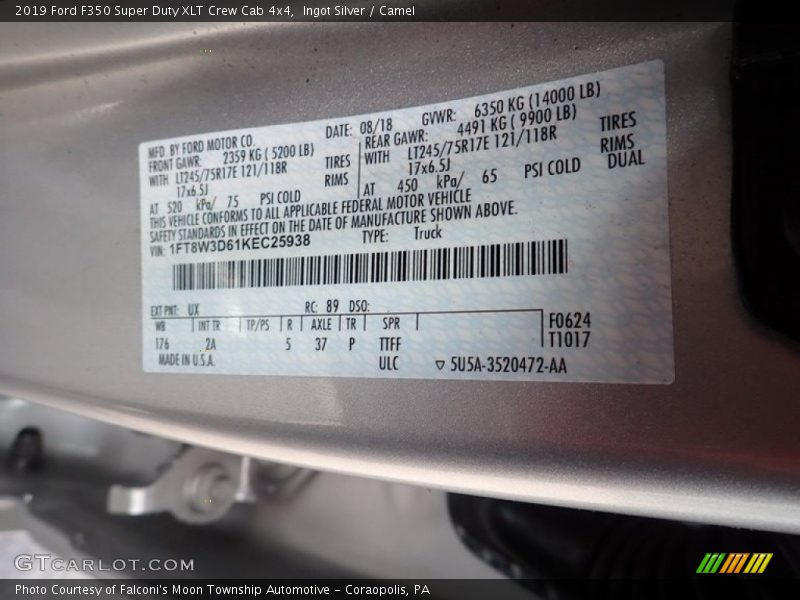 2019 Ford F350 Super Duty XLT Crew Cab 4x4, Ingot Silver / Camel
MFD. BY FORD MOTOR CO. DATE: 08/18 GVWR: 6350 KG (14000 LB)
FRONT GAWR: 2359 KG (5200 LB) REAR GAWR: 4491 KG (9900 LB)
WITH LT245/75R17E 121/118R TIRES WITH LT245/75R17E 121/118R TIRES
17x6.5J RIMS 17x6.5J RIMS
AT 520 kPa/ 75 PSI COLD AT 450 kPa/ 65 PSI COLD DUAL
THIS VEHICLE CONFORMS TO ALL APPLICABLE FEDERAL MOTOR VEHICLE
SAFETY STANDARDS IN EFFECT ON THE DATE OF MANUFACTURE SHOWN ABOVE.
VIN: 1FT8W3D61KEC25938 TYPE: Truck
EXT PNT: UX RC: 89 DSO:
WB INT TR TP/PS R AXLE TR SPR F0624
176 2A 5 37 P TTFF T1017
MADE IN U.S.A. ULC ▽ 5U5A-3520472-AA
GTCARLOT.COM
Photo Courtesy of Falconi's Moon Township Automotive – Coraopolis, PA